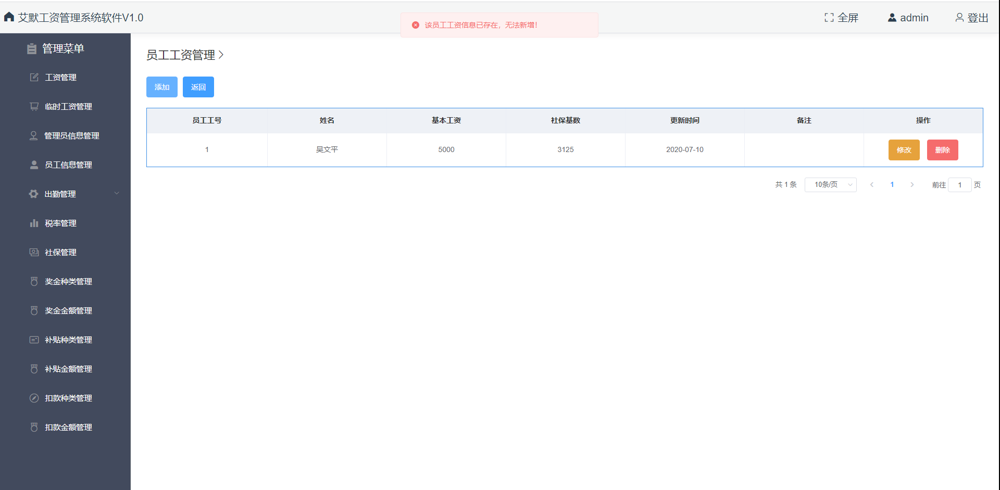 艾默工资管理系统软件V1.0
该员工工资信息已存在，无法新增！
全屏
admin
登出
管理菜单
工资管理
临时工资管理
管理员信息管理
员工信息管理
出勤管理
税率管理
社保管理
奖金种类管理
奖金金额管理
补贴种类管理
补贴金额管理
扣款种类管理
扣款金额管理
员工工资管理
添加 返回
员工工号 姓名 基本工资 社保基数 更新时间 备注 操作
1 吴文平 5000 3125 2020-07-10 修改 删除
共 1 条 10条/页 1 前往 1 页